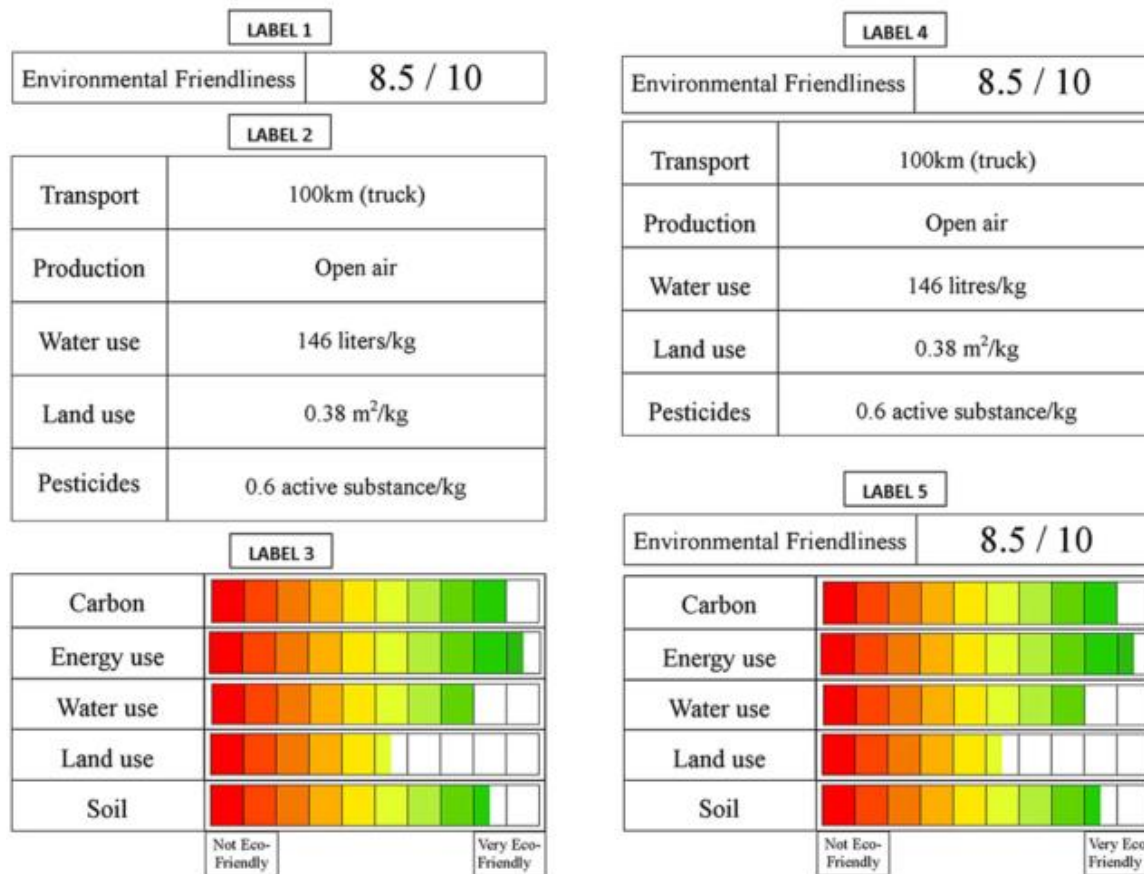 LABEL 1
Environmental Friendliness 8.5 / 10
LABEL 2
Transport 100km (truck)
Production Open air
Water use 146 liters/kg
Land use 0.38 m²/kg
Pesticides 0.6 active substance/kg
LABEL 3
Carbon
Energy use
Water use
Land use
Soil
Not Eco-
Friendly
Very Eco-
Friendly
LABEL 4
Environmental Friendliness 8.5 / 10
Transport 100km (truck)
Production Open air
Water use 146 litres/kg
Land use 0.38 m²/kg
Pesticides 0.6 active substance/kg
LABEL 5
Environmental Friendliness 8.5 / 10
Carbon
Energy use
Water use
Land use
Soil
Not Eco-
Friendly
Very Eco-
Friendly